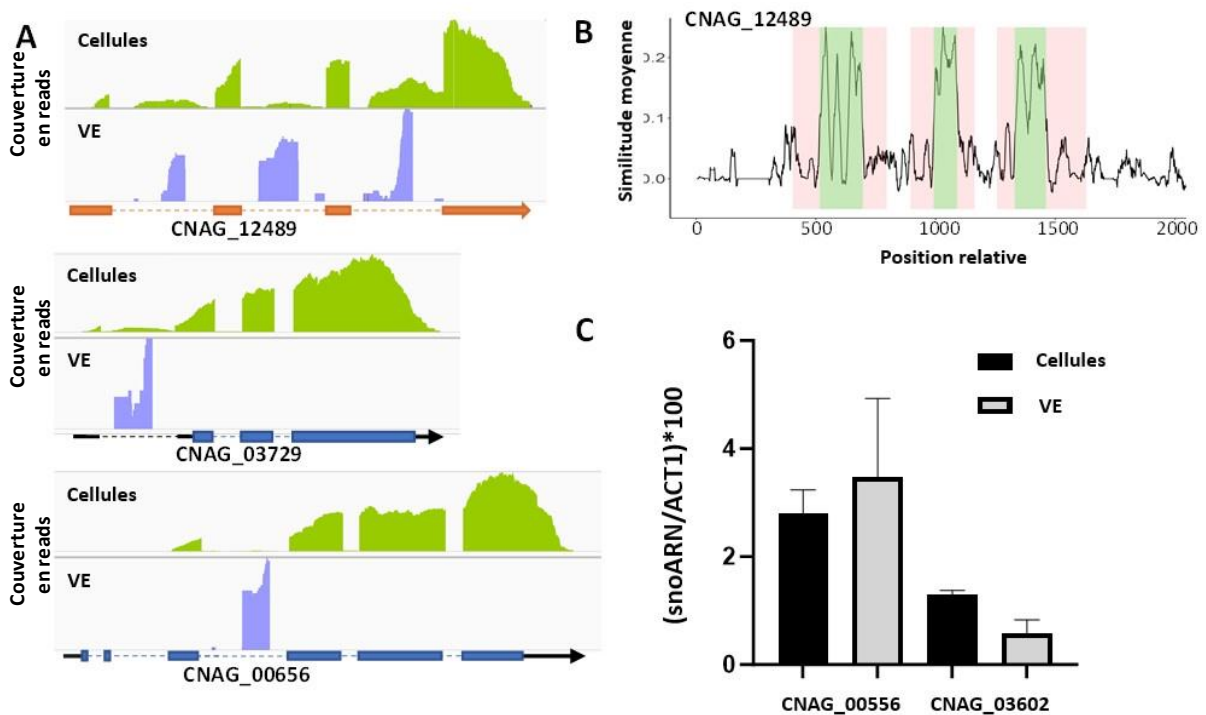 A
Cellules
Couverture
en reads
VE
CNAG_12489
Cellules
Couverture
en reads
VE
CNAG_03729
Cellules
Couverture
en reads
VE
CNAG_00656
B
CNAG_12489
Similitude moyenne
0.2
0.1
0.0
0 500 1000 1500 2000
Position relative
C
(snoARN/ACT1)*100
6
4
2
0
Cellules
VE
CNAG_00556 CNAG_03602